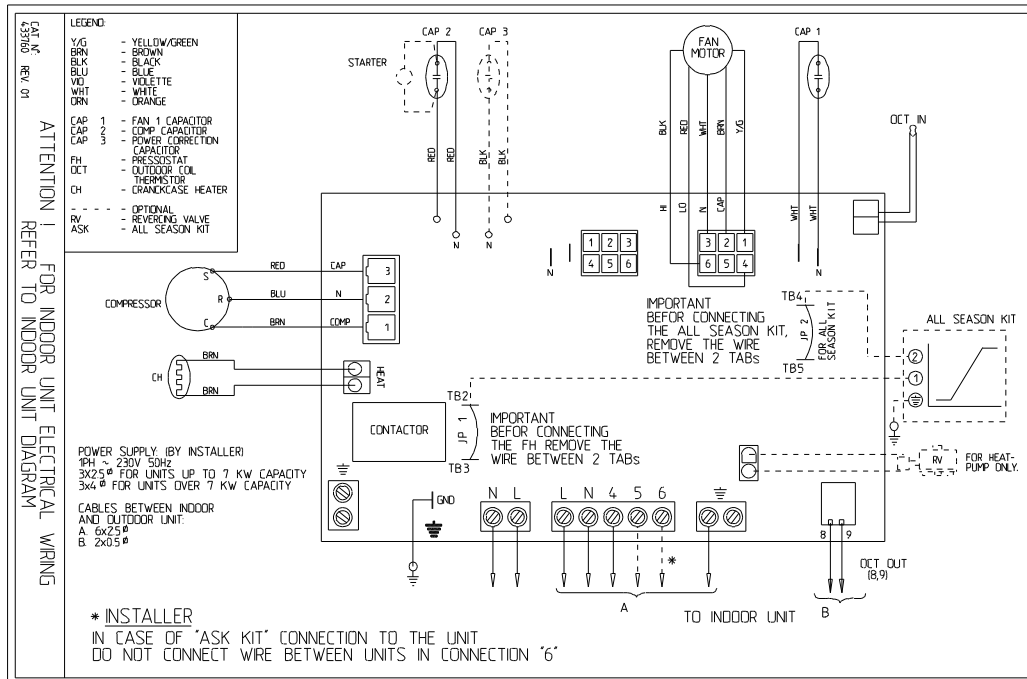 CAT Nº:
433760 REV. 01
ATTENTION ! FOR INDOOR UNIT ELECTRICAL WIRING
REFER TO INDOOR UNIT DIAGRAM
LEGEND:
Y/G - YELLOW/GREEN
BRN - BROWN
BLK - BLACK
BLU - BLUE
VIO - VIOLETTE
WHT - WHITE
ORN - ORANGE
CAP 1 - FAN 1 CAPACITOR
CAP 2 - COMP CAPACITOR
CAP 3 - POWER CORRECTION
CAPACITOR
FH - PRESSOSTAT
OCT - OUTDOOR COIL
THERMISTOR
CH - CRANCKCASE HEATER
- - - - - - OPTIONAL
RV - REVERCING VALVE
ASK - ALL SEASON KIT
STARTER
CAP 2
CAP 3
RED
RED
BLK
BLK
N
N
FAN
MOTOR
BLK
RED
WHT
BRN
Y/G
HI
LO
N
CAP
CAP 1
WHT
WHT
N
N
OCT IN
1 2 3
4 5 6
3 2 1
6 5 4
COMPRESSOR
S
R
C
RED
BLU
BRN
CAP
N
COMP
3
2
1
CH
BRN
BRN
HEAT
IMPORTANT
BEFOR CONNECTING
THE ALL SEASON KIT,
REMOVE THE WIRE
BETWEEN 2 TABs
TB4
JP 2
FOR ALL
SEASON KIT
TB5
ALL SEASON KIT
2
1
CONTACTOR
TB2
JP 1
TB3
IMPORTANT
BEFOR CONNECTING
THE FH REMOVE THE
WIRE BETWEEN 2 TABs
RV
FOR HEAT-
PUMP ONLY.
POWER SUPPLY: (BY INSTALLER)
1PH ~ 230V 50Hz
3X2.5 Ø FOR UNITS UP TO 7 KW CAPACITY
3x4 Ø FOR UNITS OVER 7 KW CAPACITY
CABLES BETWEEN INDOOR
AND OUTDOOR UNIT:
A. 6x2.5 Ø
B. 2x0.5 Ø
GND
N L
L N 4 5 6
8 9
*
A
TO INDOOR UNIT
B
OCT OUT
(8,9)
* INSTALLER
IN CASE OF "ASK KIT" CONNECTION TO THE UNIT
DO NOT CONNECT WIRE BETWEEN UNITS IN CONNECTION "6"